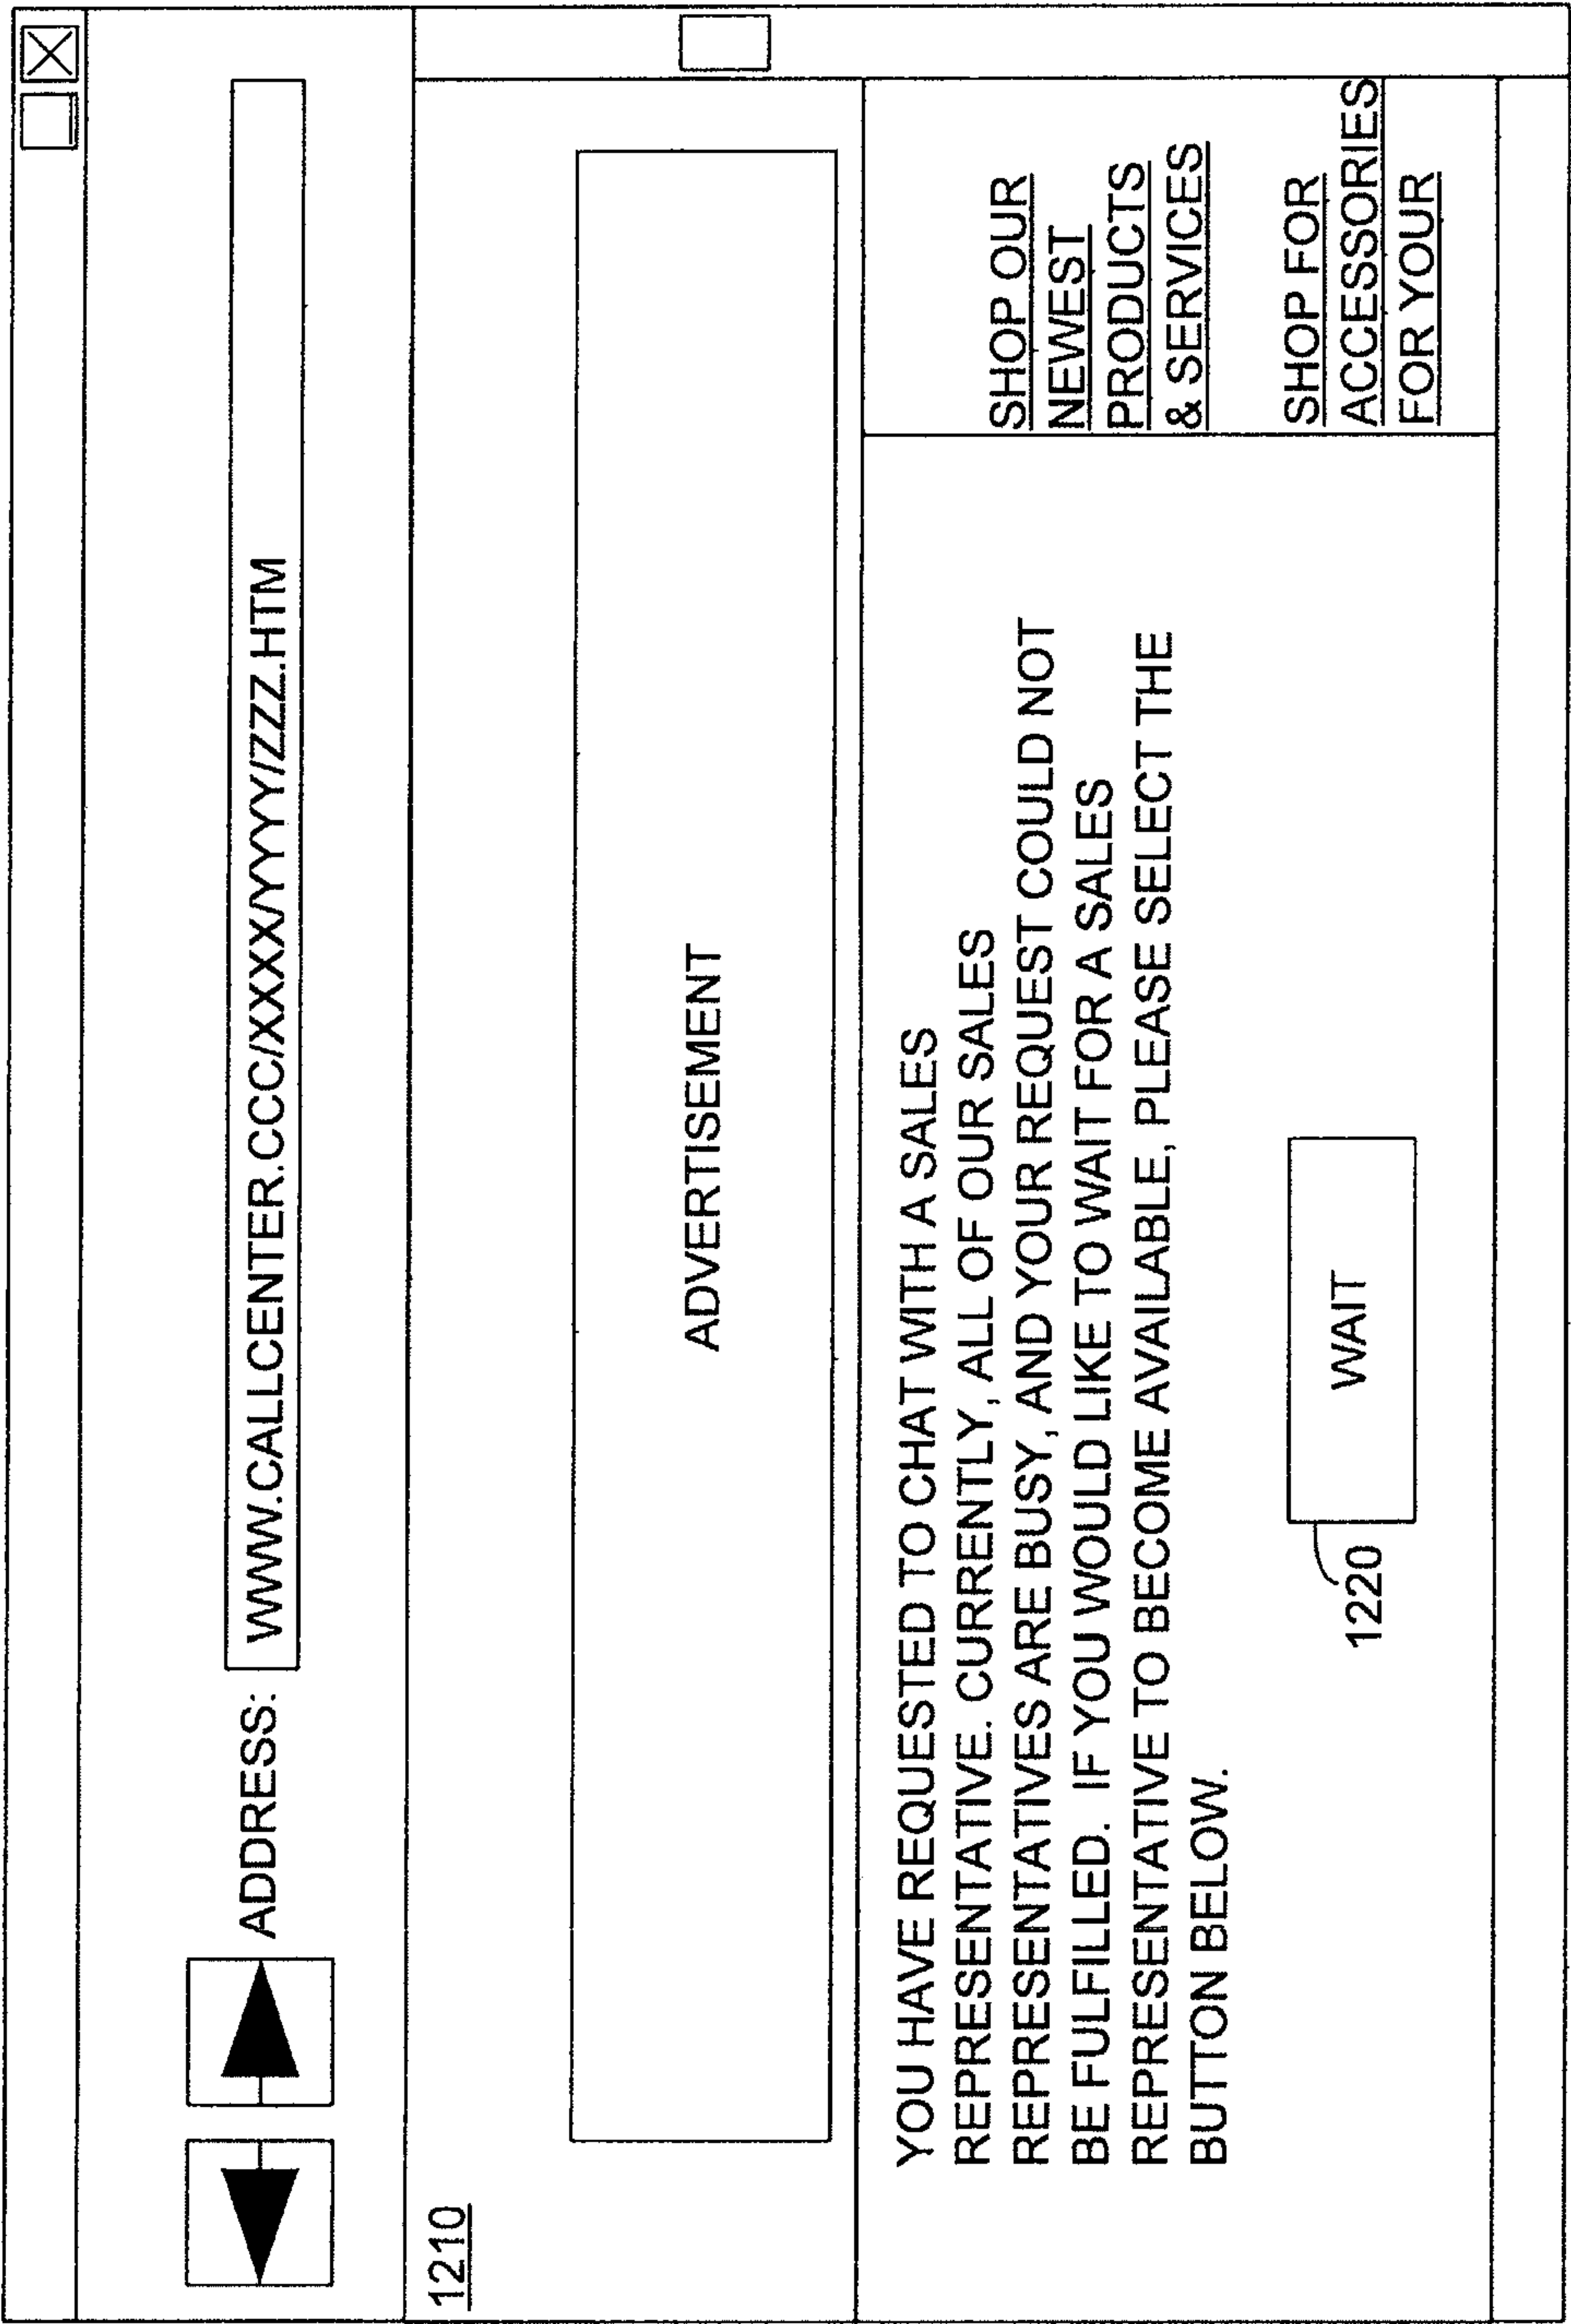 ADDRESS: WWW.CALLCENTER.CCC/XXXX/YYYY/ZZZ.HTM
1210
ADVERTISEMENT
YOU HAVE REQUESTED TO CHAT WITH A SALES
REPRESENTATIVE. CURRENTLY, ALL OF OUR SALES
REPRESENTATIVES ARE BUSY, AND YOUR REQUEST COULD NOT
BE FULFILLED. IF YOU WOULD LIKE TO WAIT FOR A SALES
REPRESENTATIVE TO BECOME AVAILABLE, PLEASE SELECT THE
BUTTON BELOW.
WAIT
1220
SHOP OUR
NEWEST
PRODUCTS
& SERVICES
SHOP FOR
ACCESSORIES
FOR YOUR